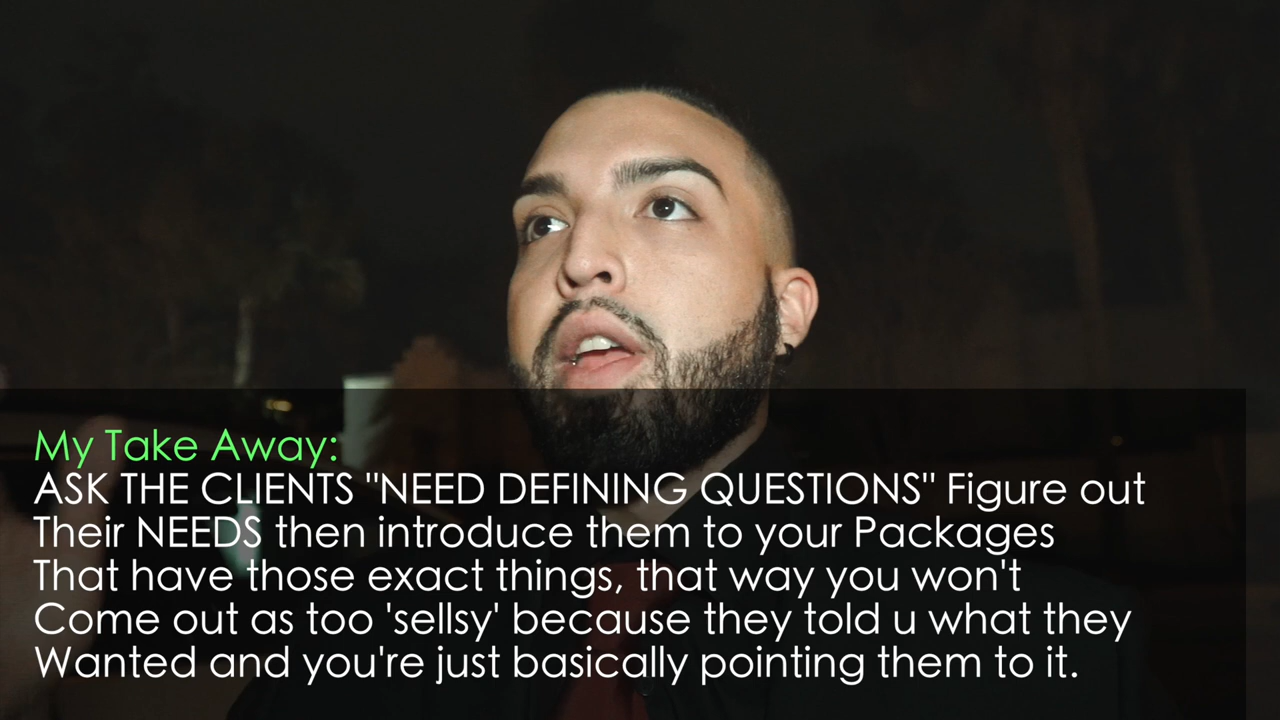 My Take Away:
ASK THE CLIENTS "NEED DEFINING QUESTIONS" Figure out
Their NEEDS then introduce them to your Packages
That have those exact things, that way you won't
Come out as too 'sellsy' because they told u what they
Wanted and you're just basically pointing them to it.